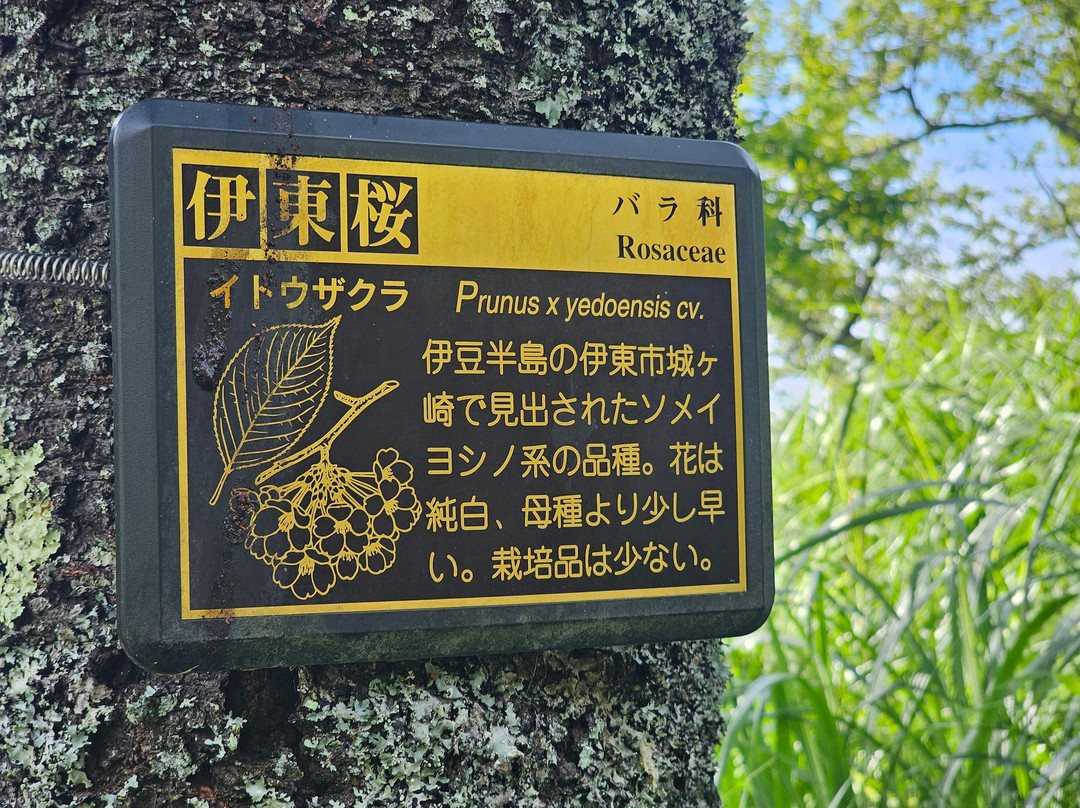 伊東桜
バラ科
Rosaceae
イトウザクラ
Prunus x yedoensis cv.
伊豆半島の伊東市城ヶ
崎で見出されたソメイ
ヨシノ系の品種。花は
純白、母種より少し早
い。栽培品は少ない。